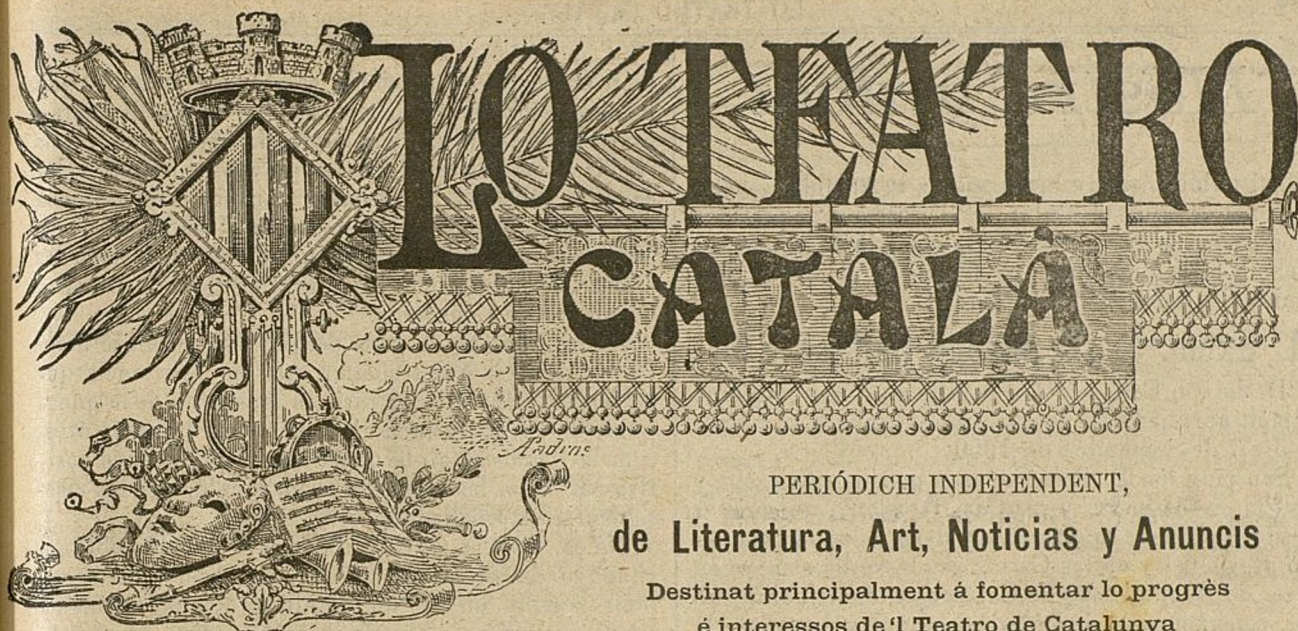 LO TEATRO
CATALÀ
PERIÓDICH INDEPENDENT,
de Literatura, Art, Noticias y Anuncis
Destinat principalment á fomentar lo progrès
é interessos de 'l Teatro de Catalunya